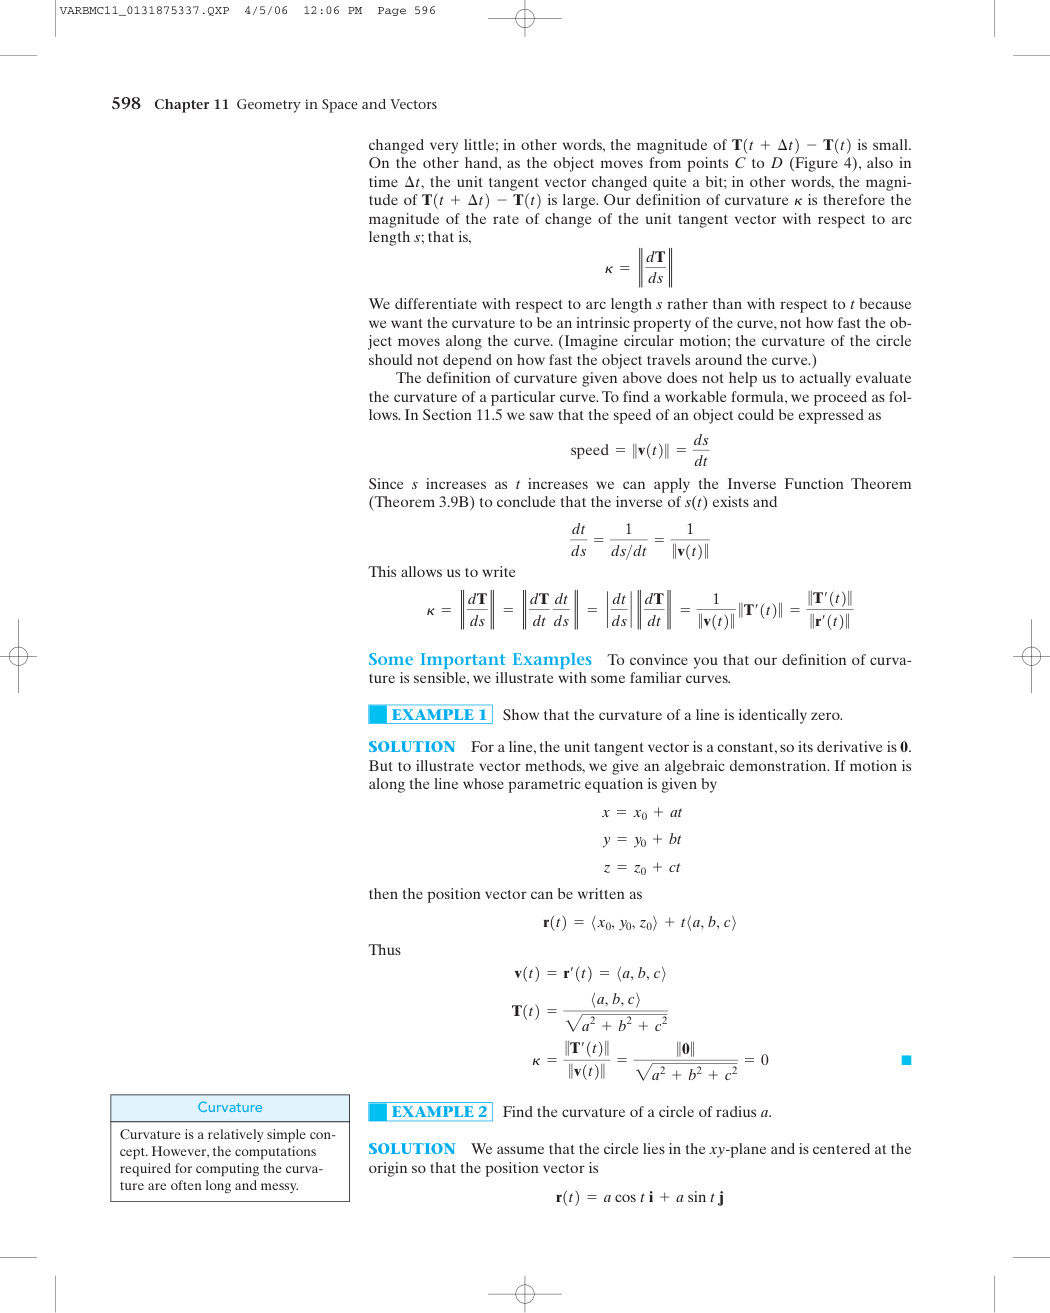 VARBMC11_0131875337.QXP 4/5/06 12:06 PM Page 596
598 Chapter 11 Geometry in Space and Vectors
changed very little; in other words, the magnitude of T(t + Δt) − T(t) is small.
On the other hand, as the object moves from points C to D (Figure 4), also in
time Δt, the unit tangent vector changed quite a bit; in other words, the magni-
tude of T(t + Δt) − T(t) is large. Our definition of curvature κ is therefore the
magnitude of the rate of change of the unit tangent vector with respect to arc
length s; that is,
κ = ‖dT/ds‖
We differentiate with respect to arc length s rather than with respect to t because
we want the curvature to be an intrinsic property of the curve, not how fast the ob-
ject moves along the curve. (Imagine circular motion; the curvature of the circle
should not depend on how fast the object travels around the curve.)
The definition of curvature given above does not help us to actually evaluate
the curvature of a particular curve. To find a workable formula, we proceed as fol-
lows. In Section 11.5 we saw that the speed of an object could be expressed as
speed = ‖v(t)‖ = ds/dt
Since s increases as t increases we can apply the Inverse Function Theorem
(Theorem 3.9B) to conclude that the inverse of s(t) exists and
dt/ds = 1/(ds/dt) = 1/‖v(t)‖
This allows us to write
κ = ‖dT/ds‖ = ‖dT/dt dt/ds‖ = |dt/ds| ‖dT/dt‖ = 1/‖v(t)‖ ‖T′(t)‖ = ‖T′(t)‖/‖r′(t)‖
Some Important Examples To convince you that our definition of curva-
ture is sensible, we illustrate with some familiar curves.
EXAMPLE 1 Show that the curvature of a line is identically zero.
SOLUTION For a line, the unit tangent vector is a constant, so its derivative is 0.
But to illustrate vector methods, we give an algebraic demonstration. If motion is
along the line whose parametric equation is given by
x = x₀ + at
y = y₀ + bt
z = z₀ + ct
then the position vector can be written as
r(t) = ⟨x₀, y₀, z₀⟩ + t⟨a, b, c⟩
Thus
v(t) = r′(t) = ⟨a, b, c⟩
T(t) = ⟨a, b, c⟩/√(a² + b² + c²)
κ = ‖T′(t)‖/‖v(t)‖ = ‖0‖/√(a² + b² + c²) = 0
Curvature
Curvature is a relatively simple con-
cept. However, the computations
required for computing the curva-
ture are often long and messy.
EXAMPLE 2 Find the curvature of a circle of radius a.
SOLUTION We assume that the circle lies in the xy-plane and is centered at the
origin so that the position vector is
r(t) = a cos t i + a sin t j